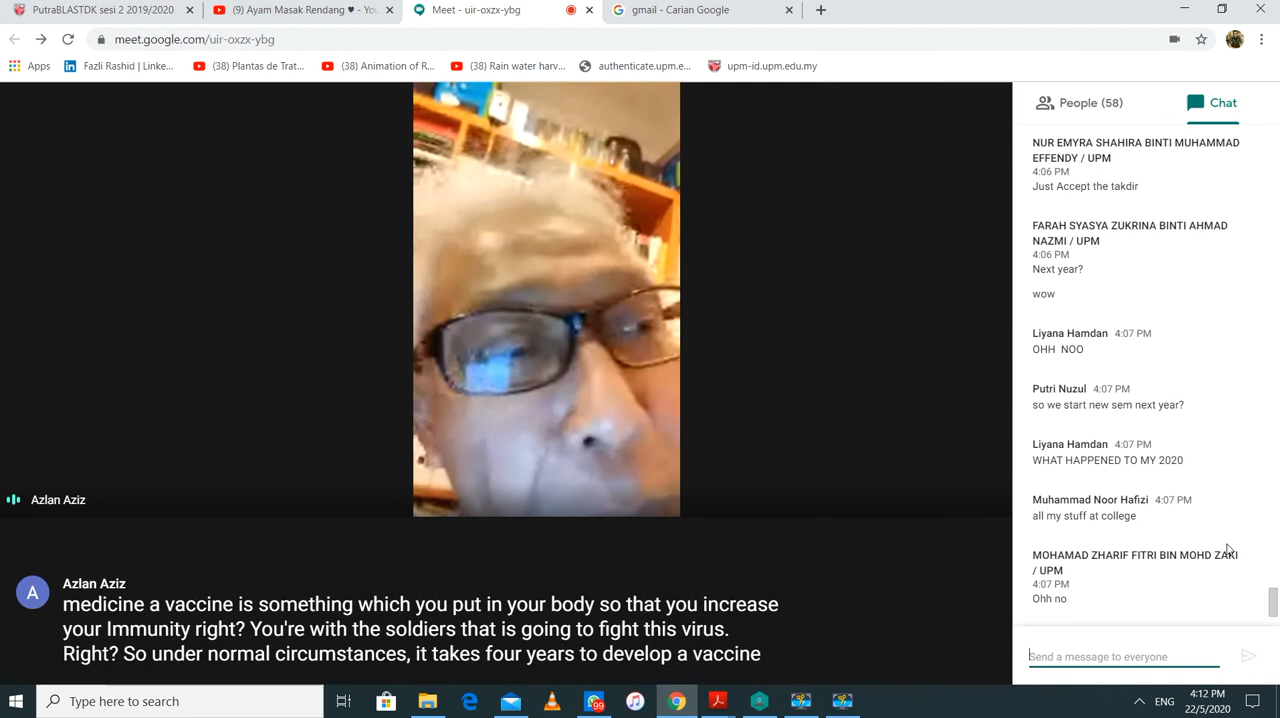 PutraBLASTDK sesi 2 2019/2020
(9) Ayam Masak Rendang ♥ - You
Meet - uir-oxzx-ybg
gmail - Carian Google
meet.google.com/uir-oxzx-ybg
Apps
Fazli Rashid | Linke...
(38) Plantas de Trat...
(38) Animation of R...
(38) Rain water harv...
authenticate.upm.e...
upm-id.upm.edu.my
People (58)
Chat
NUR EMYRA SHAHIRA BINTI MUHAMMAD
EFFENDY / UPM
4:06 PM
Just Accept the takdir
FARAH SYASYA ZUKRINA BINTI AHMAD
NAZMI / UPM
4:06 PM
Next year?
wow
Liyana Hamdan 4:07 PM
OHH NOO
Putri Nuzul 4:07 PM
so we start new sem next year?
Liyana Hamdan 4:07 PM
WHAT HAPPENED TO MY 2020
Muhammad Noor Hafizi 4:07 PM
all my stuff at college
MOHAMAD ZHARIF FITRI BIN MOHD ZAKI
/ UPM
4:07 PM
Ohh no
Send a message to everyone
Azlan Aziz
A
Azlan Aziz
medicine a vaccine is something which you put in your body so that you increase
your Immunity right? You're with the soldiers that is going to fight this virus.
Right? So under normal circumstances, it takes four years to develop a vaccine
Type here to search
99
ENG
4:12 PM
22/5/2020